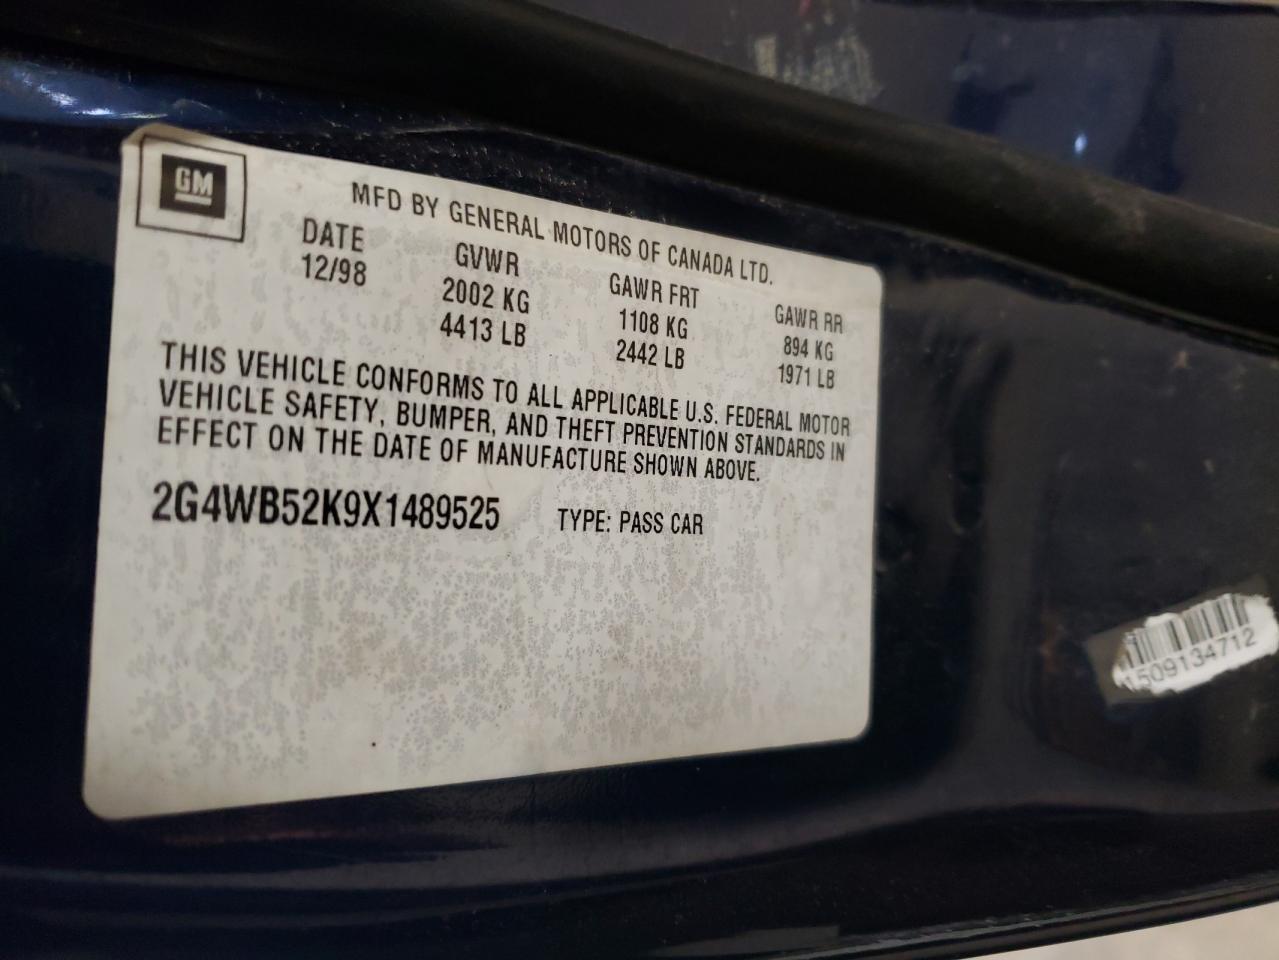 GM
MFD BY GENERAL MOTORS OF CANADA LTD.
DATE GVWR GAWR FRT GAWR RR
12/98 2002 KG 1108 KG 894 KG
4413 LB 2442 LB 1971 LB
THIS VEHICLE CONFORMS TO ALL APPLICABLE U.S. FEDERAL MOTOR
VEHICLE SAFETY, BUMPER, AND THEFT PREVENTION STANDARDS IN
EFFECT ON THE DATE OF MANUFACTURE SHOWN ABOVE.
2G4WB52K9X1489525 TYPE: PASS CAR
1509134712